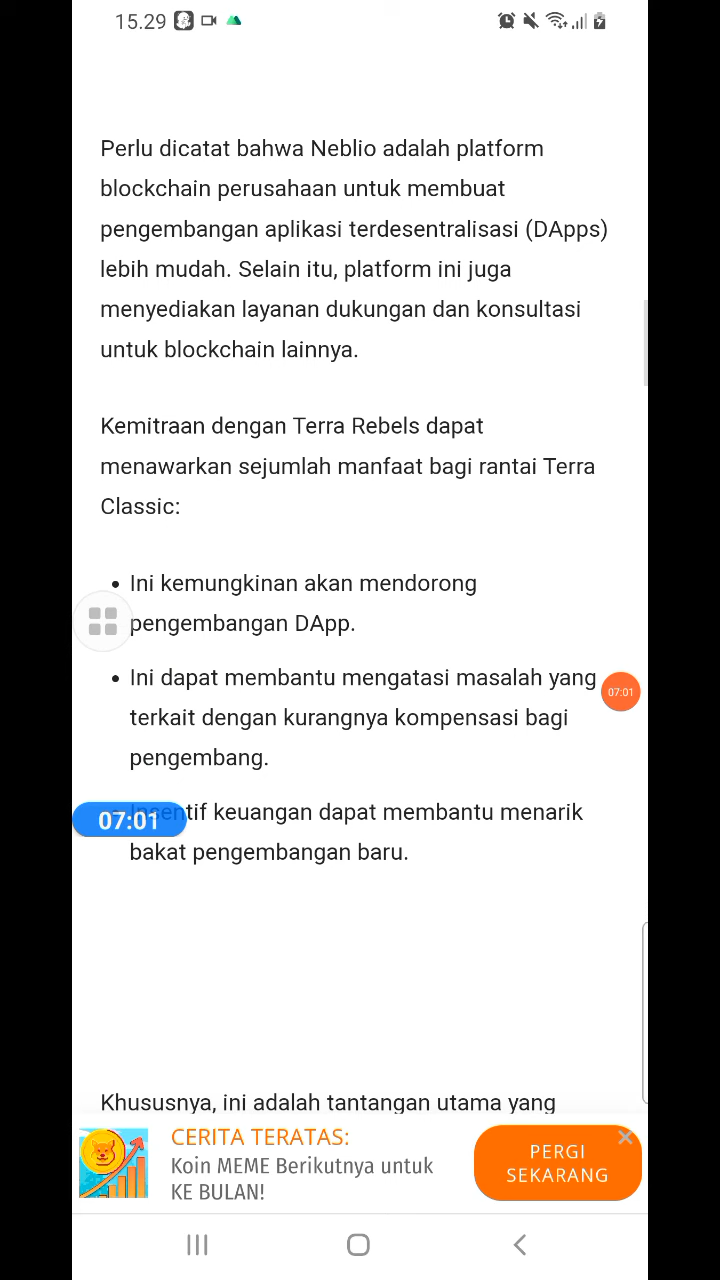 15.29
Perlu dicatat bahwa Neblio adalah platform
blockchain perusahaan untuk membuat
pengembangan aplikasi terdesentralisasi (DApps)
lebih mudah. Selain itu, platform ini juga
menyediakan layanan dukungan dan konsultasi
untuk blockchain lainnya.
Kemitraan dengan Terra Rebels dapat
menawarkan sejumlah manfaat bagi rantai Terra
Classic:
• Ini kemungkinan akan mendorong
pengembangan DApp.
• Ini dapat membantu mengatasi masalah yang
07:01
terkait dengan kurangnya kompensasi bagi
pengembang.
07:01
• Insentif keuangan dapat membantu menarik
bakat pengembangan baru.
Khususnya, ini adalah tantangan utama yang
CERITA TERATAS:
Koin MEME Berikutnya untuk
KE BULAN!
PERGI
SEKARANG